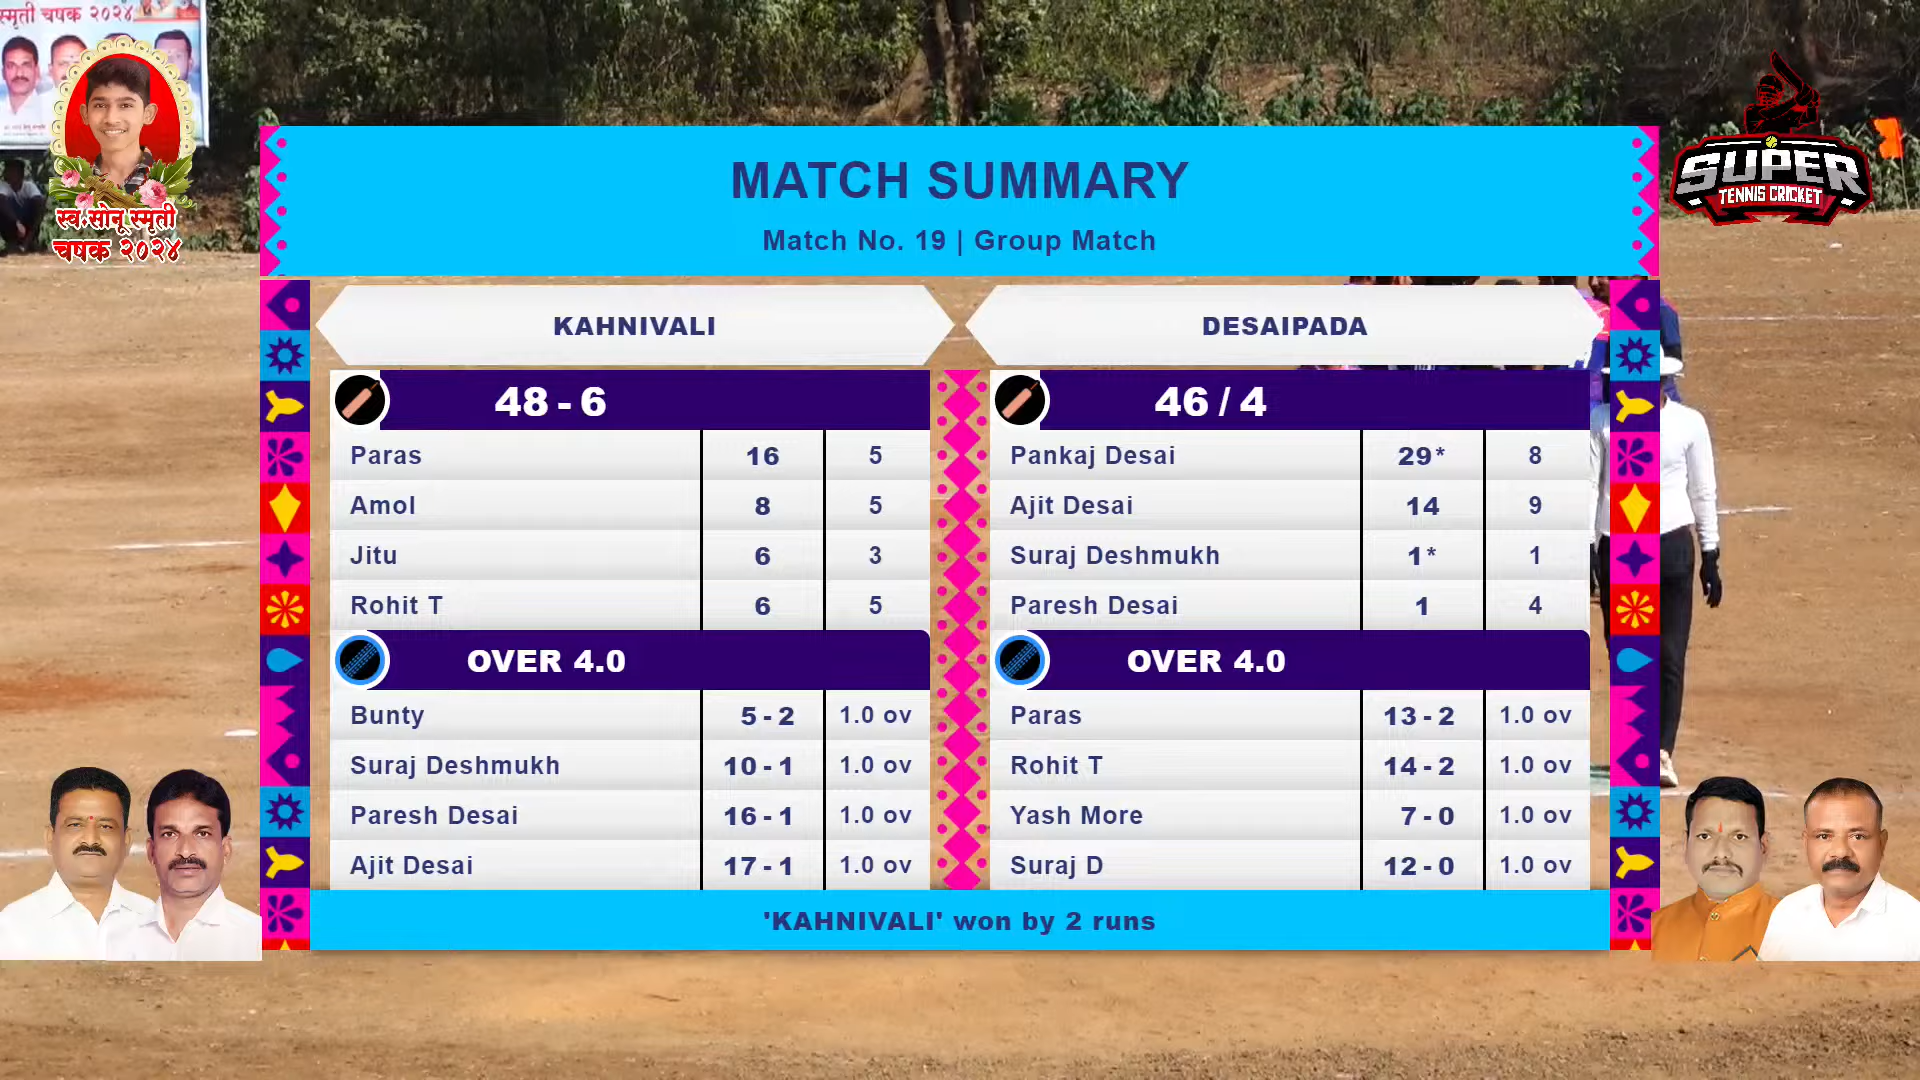 स्मृती चषक २०२४
स्व. सोनू स्मृती
चषक २०२४
SUPER
TENNIS CRICKET
MATCH SUMMARY
Match No. 19 | Group Match
KAHNIVALI
48 - 6
Paras 16 5
Amol 8 5
Jitu 6 3
Rohit T 6 5
OVER 4.0
Bunty 5 - 2 1.0 ov
Suraj Deshmukh 10 - 1 1.0 ov
Paresh Desai 16 - 1 1.0 ov
Ajit Desai 17 - 1 1.0 ov
DESAIPADA
46 / 4
Pankaj Desai 29* 8
Ajit Desai 14 9
Suraj Deshmukh 1* 1
Paresh Desai 1 4
OVER 4.0
Paras 13 - 2 1.0 ov
Rohit T 14 - 2 1.0 ov
Yash More 7 - 0 1.0 ov
Suraj D 12 - 0 1.0 ov
'KAHNIVALI' won by 2 runs